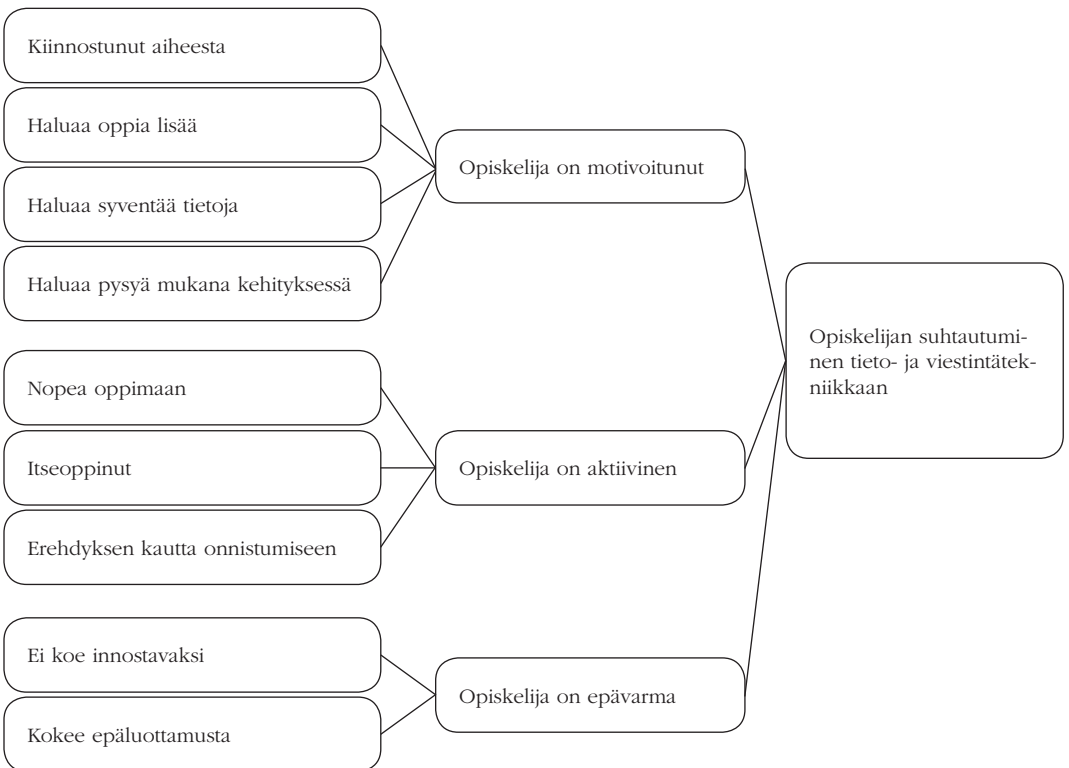 Kiinnostunut aiheesta
Haluaa oppia lisää
Haluaa syventää tietoja
Haluaa pysyä mukana kehityksessä
Nopea oppimaan
Itseoppinut
Erehdyksen kautta onnistumiseen
Ei koe innostavaksi
Kokee epäluottamusta
Opiskelija on motivoitunut
Opiskelija on aktiivinen
Opiskelija on epävarma
Opiskelijan suhtautumi-
nen tieto- ja viestintätek-
niikkaan